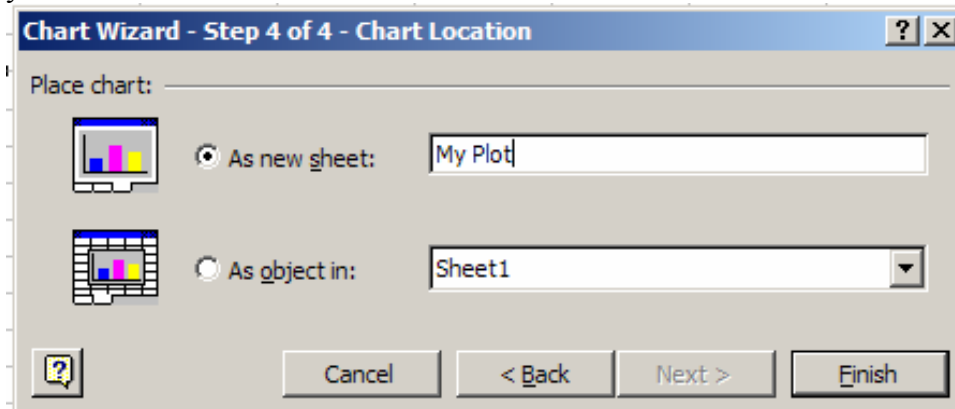 Chart Wizard - Step 4 of 4 - Chart Location ?
Place chart:
As new sheet: My Plot
As object in: Sheet1
? Cancel < Back Next > Finish